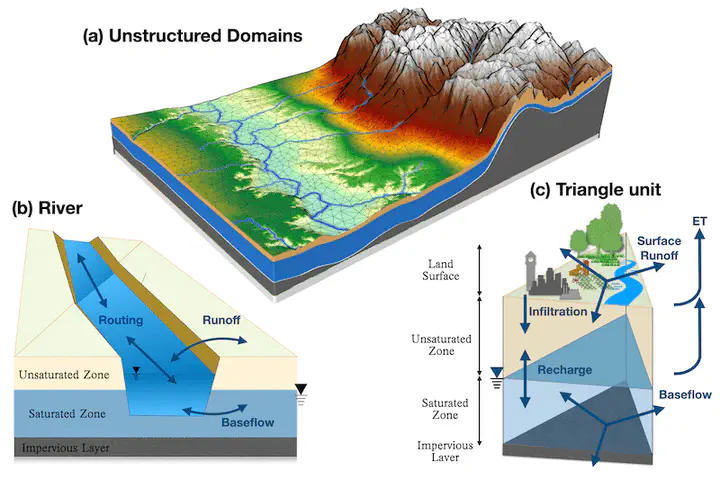 (a) Unstructured Domains
(b) River
Routing
Runoff
Unsaturated Zone
Saturated Zone
Baseflow
Impervious Layer
(c) Triangle unit
ET
Land
Surface
Surface
Runoff
Infiltration
Unsaturated
Zone
Recharge
Saturated
Zone
Baseflow
Impervious
Layer